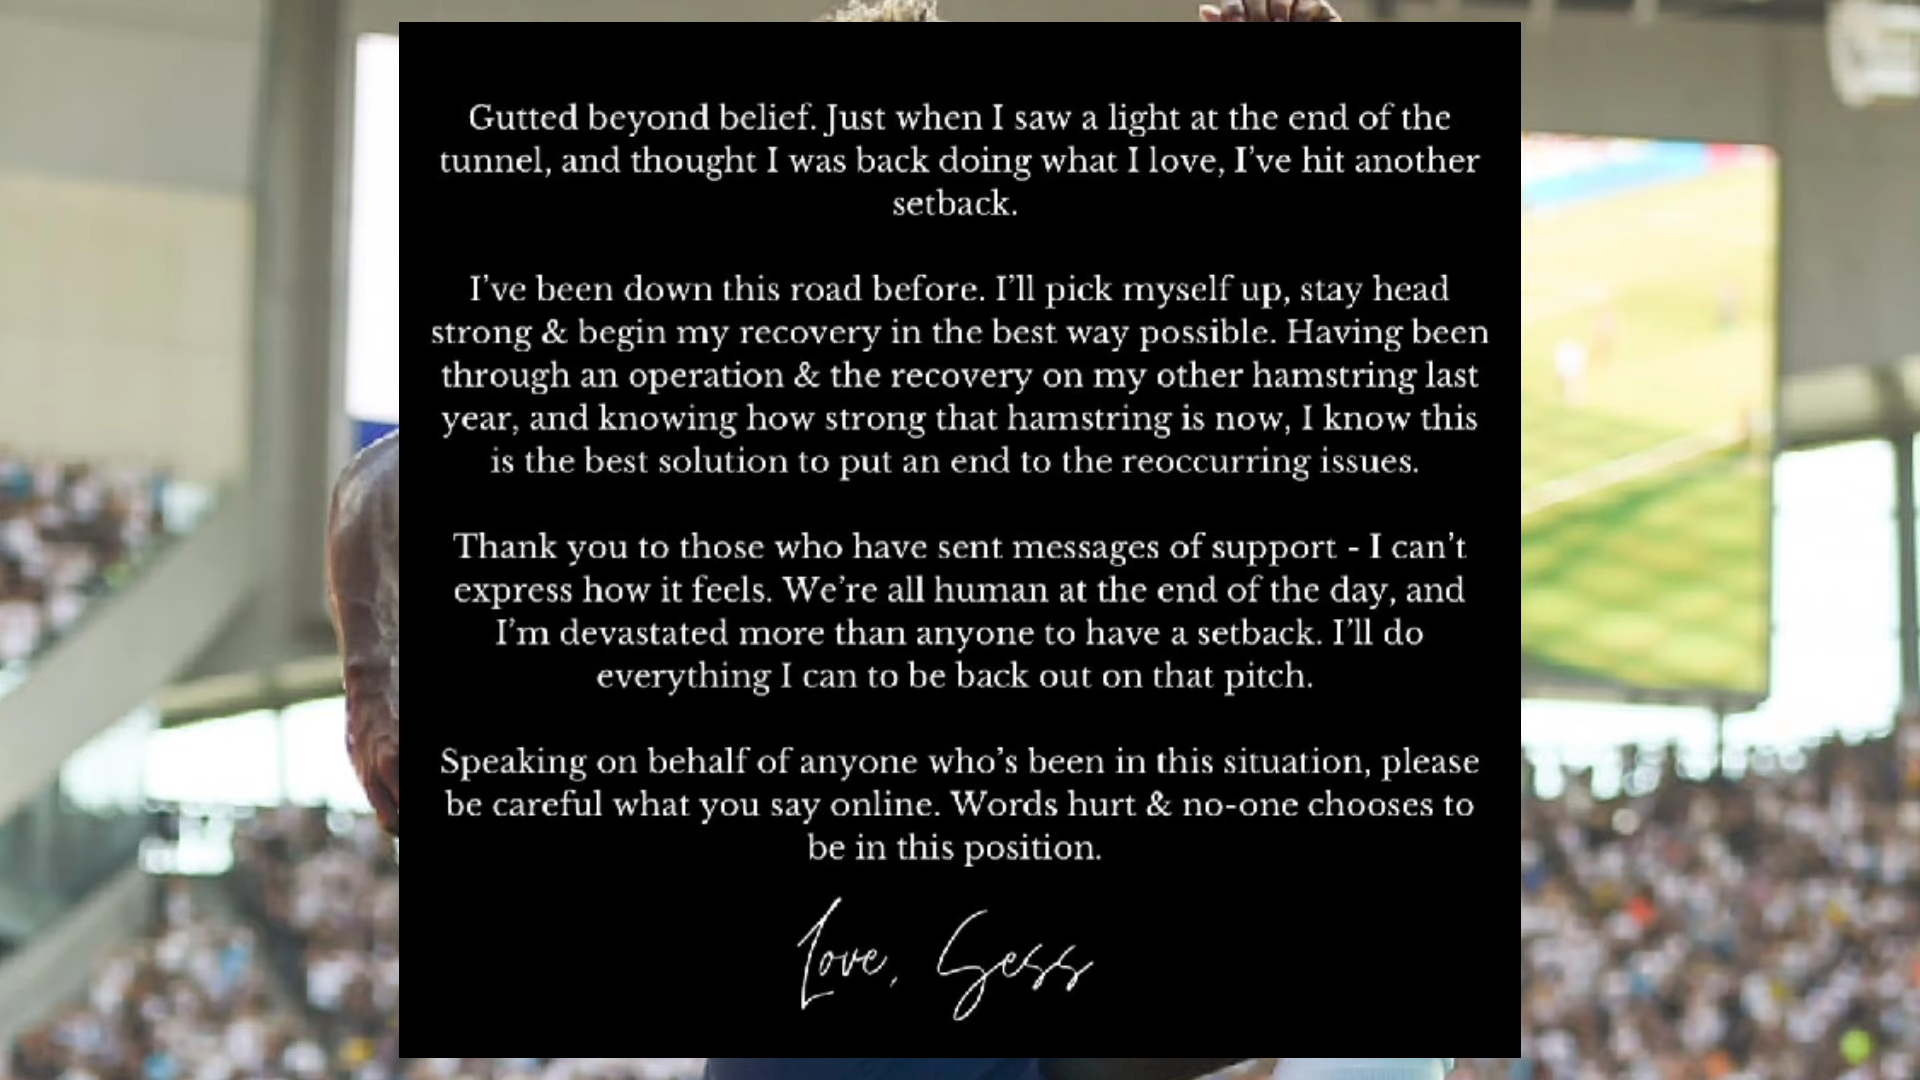 Gutted beyond belief. Just when I saw a light at the end of the
tunnel, and thought I was back doing what I love, I’ve hit another
setback.
I’ve been down this road before. I’ll pick myself up, stay head
strong & begin my recovery in the best way possible. Having been
through an operation & the recovery on my other hamstring last
year, and knowing how strong that hamstring is now, I know this
is the best solution to put an end to the reoccurring issues.
Thank you to those who have sent messages of support - I can’t
express how it feels. We’re all human at the end of the day, and
I’m devastated more than anyone to have a setback. I’ll do
everything I can to be back out on that pitch.
Speaking on behalf of anyone who’s been in this situation, please
be careful what you say online. Words hurt & no-one chooses to
be in this position.
Love, Sess